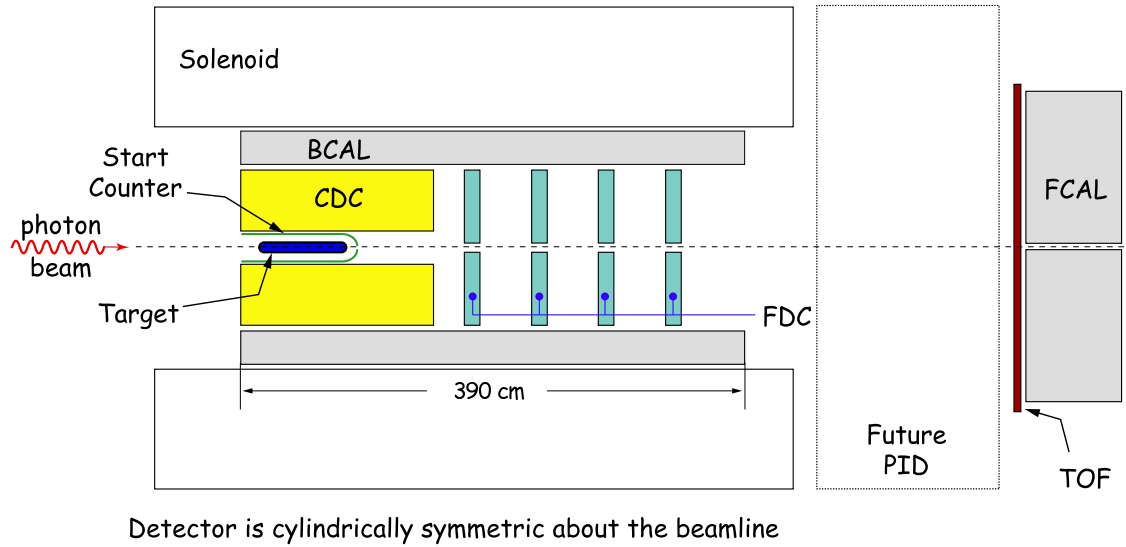 Solenoid
BCAL
Start
Counter
CDC
photon
beam
Target
FDC
390 cm
Future
PID
FCAL
TOF
Detector is cylindrically symmetric about the beamline